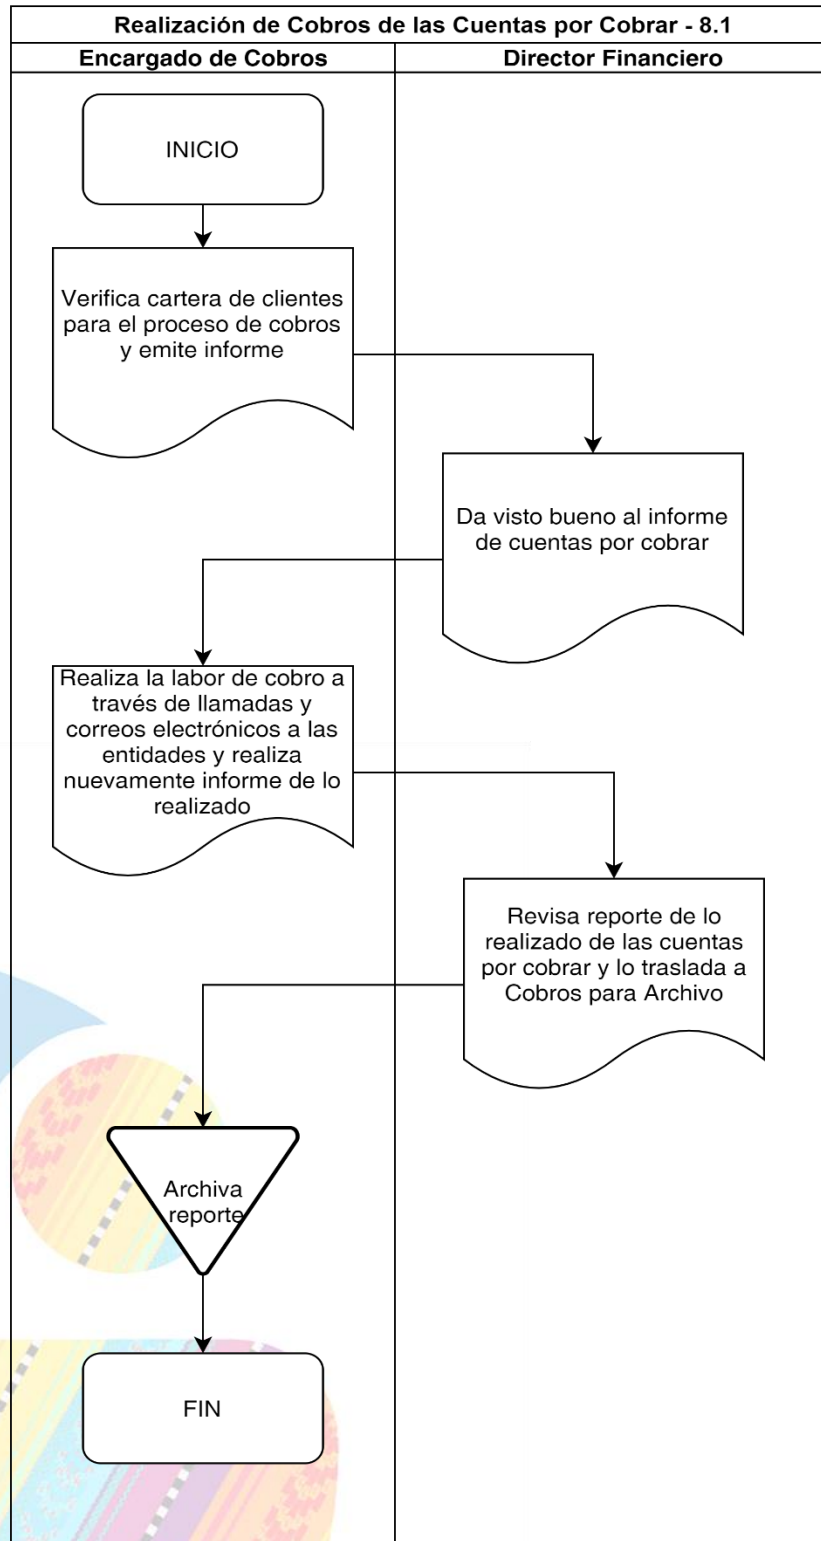 Realización de Cobros de las Cuentas por Cobrar - 8.1
Encargado de Cobros
Director Financiero
INICIO
Verifica cartera de clientes
para el proceso de cobros
y emite informe
Da visto bueno al informe
de cuentas por cobrar
Realiza la labor de cobro a
través de llamadas y
correos electrónicos a las
entidades y realiza
nuevamente informe de lo
realizado
Revisa reporte de lo
realizado de las cuentas
por cobrar y lo traslada a
Cobros para Archivo
Archiva
reporte
FIN